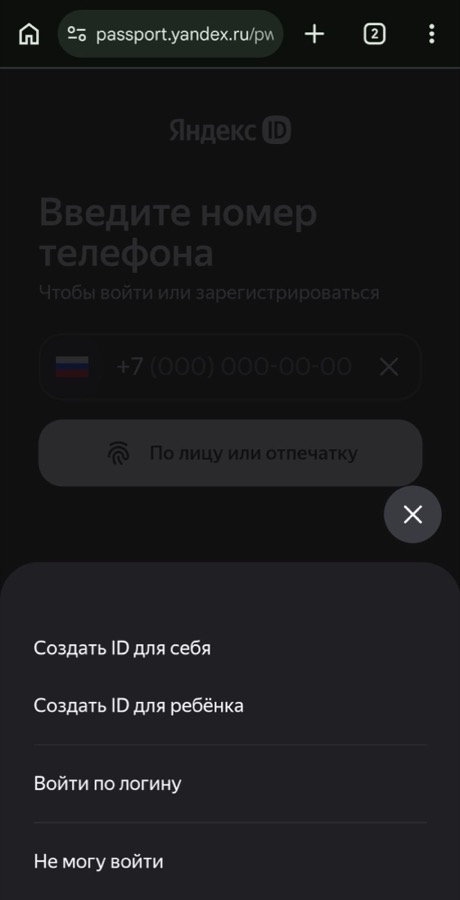 passport.yandex.ru/pw
2
Яндекс ID
Введите номер
телефона
Чтобы войти или зарегистрироваться
+7 (000) 000-00-00
По лицу или отпечатку
Создать ID для себя
Создать ID для ребёнка
Войти по логину
Не могу войти